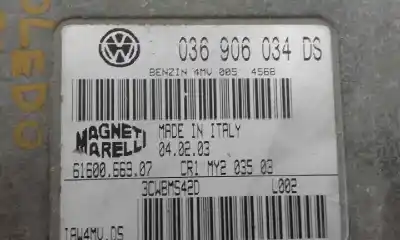 036 906 034 DS
BENZIN 4MV 005 4568
MAGNETI MARELLI
MADE IN ITALY
04.02.03
61600.669.07 CR1 MY2 035 03
3CWBMS42D L002
IAW4MV.DS
TOLEDO